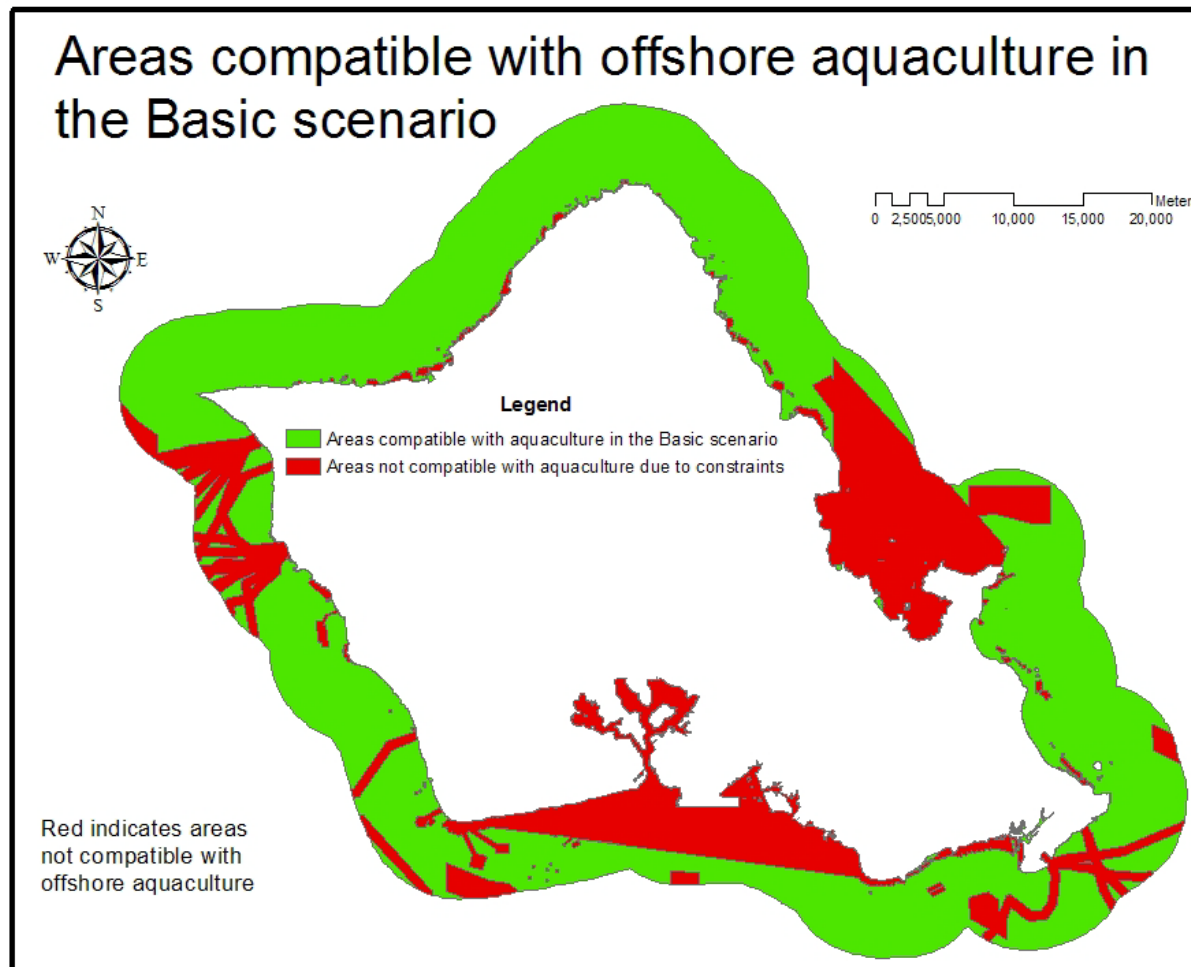 Areas compatible with offshore aquaculture in
the Basic scenario
N
W E
S
Meter
0 2,5005,000 10,000 15,000 20,000
Legend
Areas compatible with aquaculture in the Basic scenario
Areas not compatible with aquaculture due to constraints
Red indicates areas
not compatible with
offshore aquaculture